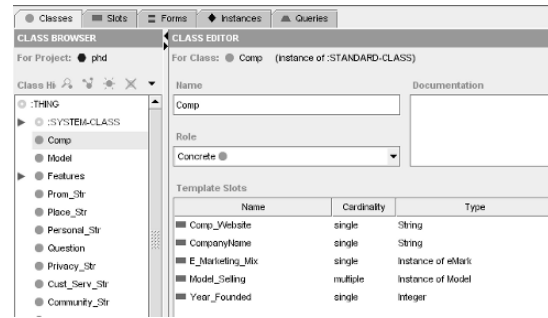 Classes Slots Forms Instances Queries
CLASS BROWSER
For Project: phd
Class Hi
:THING
:SYSTEM-CLASS
Comp
Model
Features
Prom_Str
Place_Str
Personal_Str
Question
Privacy_Str
Cust_Serv_Str
Community_Str
CLASS EDITOR
For Class: Comp (instance of :STANDARD-CLASS)
Name Documentation
Comp
Role
Concrete
Template Slots
Name Cardinality Type
Comp_Website single String
CompanyName single String
E_Marketing_Mix single Instance of eMark
Model_Selling multiple Instance of Model
Year_Founded single Integer